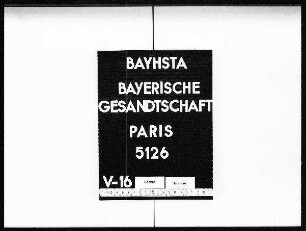 BAYHSTA
BAYERISCHE
GESANDTSCHAFT
PARIS
5126
V-16